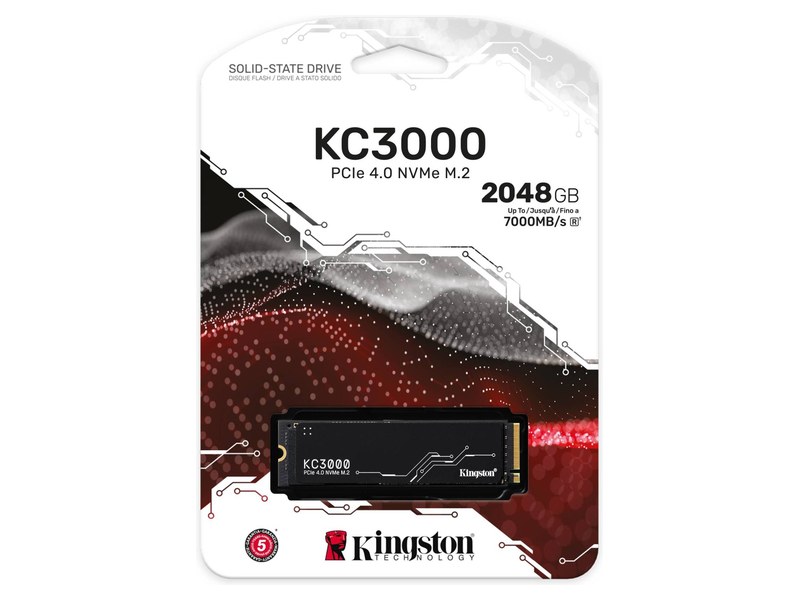 SOLID-STATE DRIVE
DISQUE FLASH / DRIVE A STATO SOLIDO
KC3000
PCIe 4.0 NVMe M.2
2048GB
Up To / Jusqu'à / Fino a
7000MB/s R†
KC3000
PCIe 4.0 NVMe M.2
Kingston
5
Kingston
TECHNOLOGY